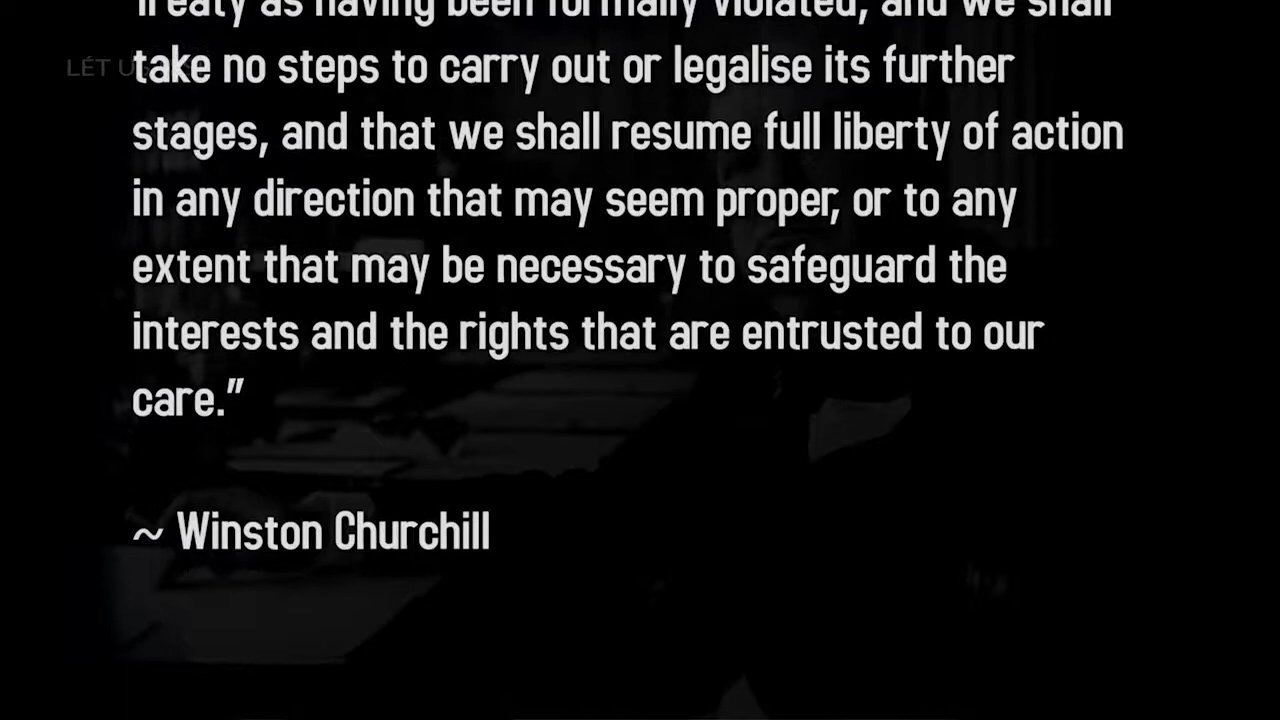 Treaty as having been formally violated, and we shall
LÉT U
take no steps to carry out or legalise its further
stages, and that we shall resume full liberty of action
in any direction that may seem proper, or to any
extent that may be necessary to safeguard the
interests and the rights that are entrusted to our
care.”
~ Winston Churchill